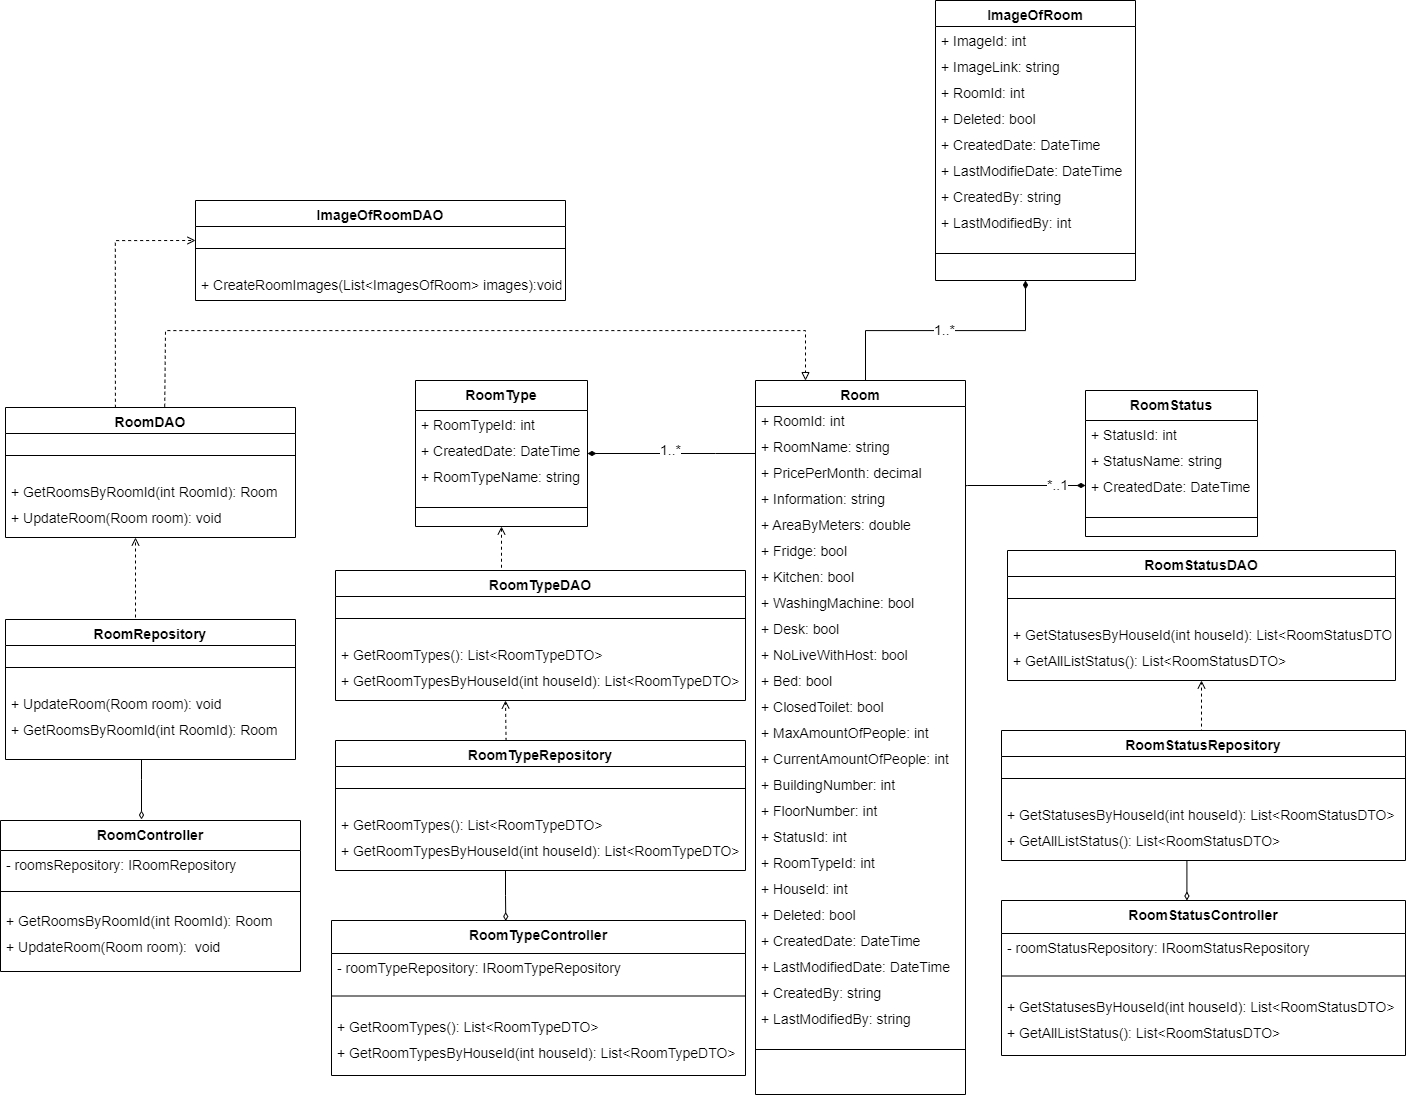 ImageOfRoom
+ ImageId: int
+ ImageLink: string
+ RoomId: int
+ Deleted: bool
+ CreatedDate: DateTime
+ LastModifieDate: DateTime
+ CreatedBy: string
+ LastModifiedBy: int
ImageOfRoomDAO
+ CreateRoomImages(List<ImagesOfRoom> images):void
1..*
RoomDAO
+ GetRoomsByRoomId(int RoomId): Room
+ UpdateRoom(Room room): void
RoomRepository
+ UpdateRoom(Room room): void
+ GetRoomsByRoomId(int RoomId): Room
RoomController
- roomsRepository: IRoomRepository
+ GetRoomsByRoomId(int RoomId): Room
+ UpdateRoom(Room room):  void
RoomType
+ RoomTypeId: int
+ CreatedDate: DateTime
+ RoomTypeName: string
1..*
RoomTypeDAO
+ GetRoomTypes(): List<RoomTypeDTO>
+ GetRoomTypesByHouseId(int houseId): List<RoomTypeDTO>
RoomTypeRepository
+ GetRoomTypes(): List<RoomTypeDTO>
+ GetRoomTypesByHouseId(int houseId): List<RoomTypeDTO>
RoomTypeController
- roomTypeRepository: IRoomTypeRepository
+ GetRoomTypes(): List<RoomTypeDTO>
+ GetRoomTypesByHouseId(int houseId): List<RoomTypeDTO>
Room
+ RoomId: int
+ RoomName: string
+ PricePerMonth: decimal
+ Information: string
+ AreaByMeters: double
+ Fridge: bool
+ Kitchen: bool
+ WashingMachine: bool
+ Desk: bool
+ NoLiveWithHost: bool
+ Bed: bool
+ ClosedToilet: bool
+ MaxAmountOfPeople: int
+ CurrentAmountOfPeople: int
+ BuildingNumber: int
+ FloorNumber: int
+ StatusId: int
+ RoomTypeId: int
+ HouseId: int
+ Deleted: bool
+ CreatedDate: DateTime
+ LastModifiedDate: DateTime
+ CreatedBy: string
+ LastModifiedBy: string
*..1
RoomStatus
+ StatusId: int
+ StatusName: string
+ CreatedDate: DateTime
RoomStatusDAO
+ GetStatusesByHouseId(int houseId): List<RoomStatusDTO
+ GetAllListStatus(): List<RoomStatusDTO>
RoomStatusRepository
+ GetStatusesByHouseId(int houseId): List<RoomStatusDTO>
+ GetAllListStatus(): List<RoomStatusDTO>
RoomStatusController
- roomStatusRepository: IRoomStatusRepository
+ GetStatusesByHouseId(int houseId): List<RoomStatusDTO>
+ GetAllListStatus(): List<RoomStatusDTO>